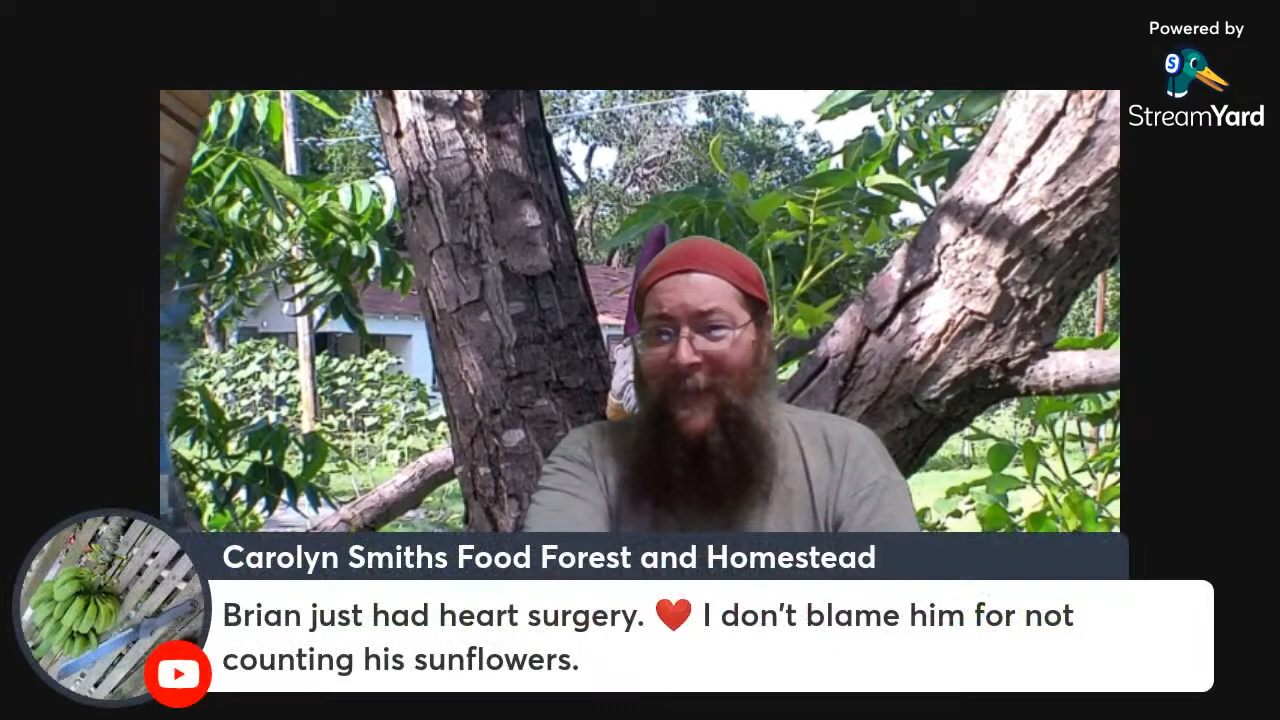 Powered by
StreamYard
Carolyn Smiths Food Forest and Homestead
Brian just had heart surgery. ❤️ I don't blame him for not
counting his sunflowers.